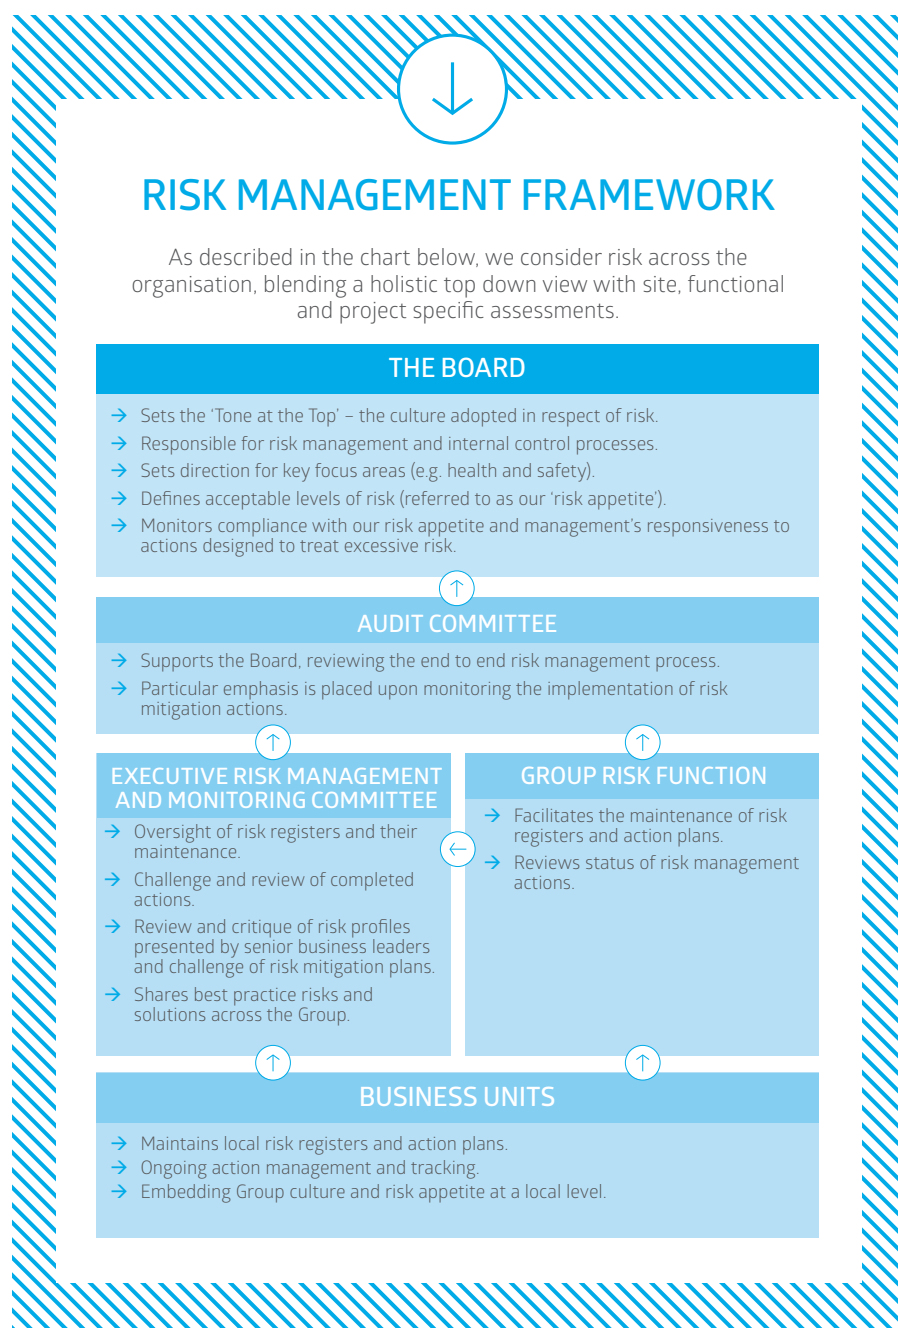 RISK MANAGEMENT FRAMEWORK
As described in the chart below, we consider risk across the
organisation, blending a holistic top down view with site, functional
and project specific assessments.
THE BOARD
Sets the ‘Tone at the Top’ – the culture adopted in respect of risk.
Responsible for risk management and internal control processes.
Sets direction for key focus areas (e.g. health and safety).
Defines acceptable levels of risk (referred to as our ‘risk appetite’).
Monitors compliance with our risk appetite and management’s responsiveness to
actions designed to treat excessive risk.
AUDIT COMMITTEE
Supports the Board, reviewing the end to end risk management process.
Particular emphasis is placed upon monitoring the implementation of risk
mitigation actions.
EXECUTIVE RISK MANAGEMENT
AND MONITORING COMMITTEE
Oversight of risk registers and their
maintenance.
Challenge and review of completed
actions.
Review and critique of risk profiles
presented by senior business leaders
and challenge of risk mitigation plans.
Shares best practice risks and
solutions across the Group.
GROUP RISK FUNCTION
Facilitates the maintenance of risk
registers and action plans.
Reviews status of risk management
actions.
BUSINESS UNITS
Maintains local risk registers and action plans.
Ongoing action management and tracking.
Embedding Group culture and risk appetite at a local level.